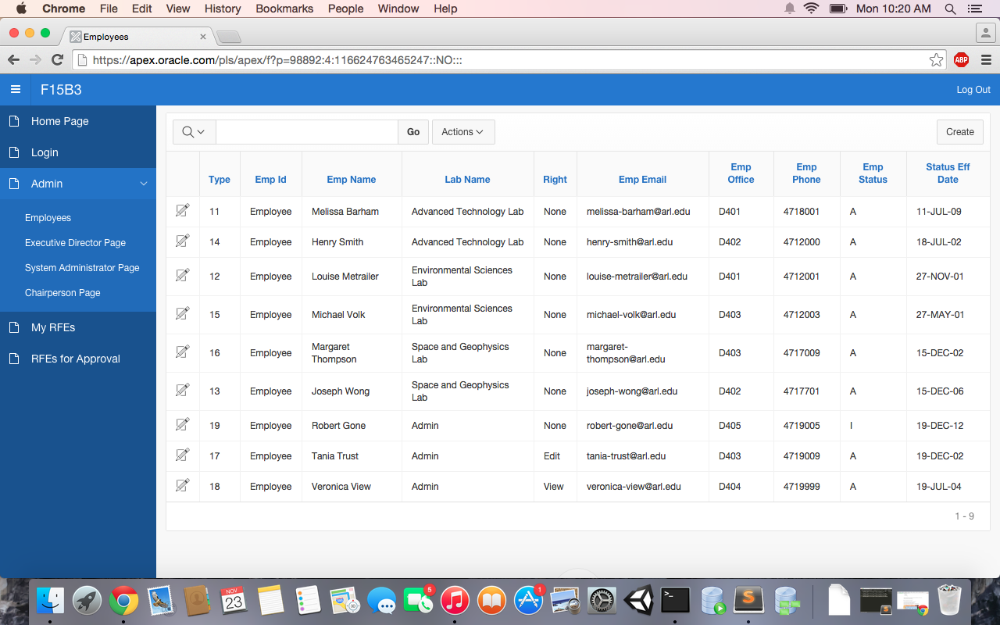 Chrome File Edit View History Bookmarks People Window Help Mon 10:20 AM
Employees
https://apex.oracle.com/pls/apex/f?p=98892:4:116624763465247::NO:::
ABP
F15B3 Log Out
Home Page
Login
Admin
Employees
Executive Director Page
System Administrator Page
Chairperson Page
My RFEs
RFEs for Approval
Go Actions Create
Type Emp Id Emp Name Lab Name Right Emp Email Emp Office Emp Phone Emp Status Status Eff Date
11 Employee Melissa Barham Advanced Technology Lab None melissa-barham@arl.edu D401 4718001 A 11-JUL-09
14 Employee Henry Smith Advanced Technology Lab None henry-smith@arl.edu D402 4712000 A 18-JUL-02
12 Employee Louise Metrailer Environmental Sciences Lab None louise-metrailer@arl.edu D401 4712001 A 27-NOV-01
15 Employee Michael Volk Environmental Sciences Lab None michael-volk@arl.edu D403 4712003 A 27-MAY-01
16 Employee Margaret Thompson Space and Geophysics Lab None margaret-thompson@arl.edu D403 4717009 A 15-DEC-02
13 Employee Joseph Wong Space and Geophysics Lab None joseph-wong@arl.edu D402 4717701 A 15-DEC-06
19 Employee Robert Gone Admin None robert-gone@arl.edu D405 4719005 I 19-DEC-12
17 Employee Tania Trust Admin Edit tania-trust@arl.edu D403 4719009 A 19-DEC-02
18 Employee Veronica View Admin View veronica-view@arl.edu D404 4719999 A 19-JUL-04
1 - 9
NOV
23
5
1